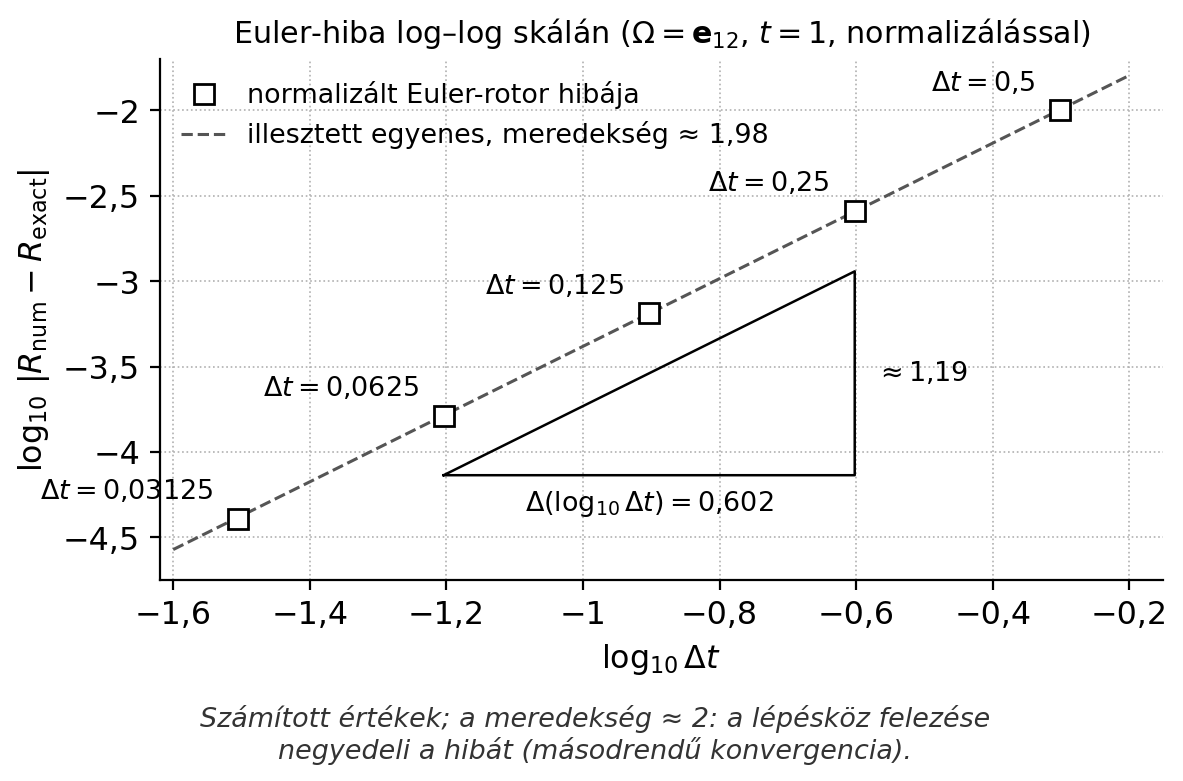 Euler-hiba log–log skálán (Ω = e₁₂, t = 1, normalizálással)
normalizált Euler-rotor hibája
illesztett egyenes, meredekség ≈ 1,98
Δt = 0,5
Δt = 0,25
Δt = 0,125
Δt = 0,0625
Δt = 0,03125
≈ 1,19
Δ(log₁₀ Δt) = 0,602
log₁₀ |R_num − R_exact|
−2
−2,5
−3
−3,5
−4
−4,5
−1,6
−1,4
−1,2
−1
−0,8
−0,6
−0,4
−0,2
log₁₀ Δt
Számított értékek; a meredekség ≈ 2: a lépésköz felezése
negyedeli a hibát (másodrendű konvergencia).